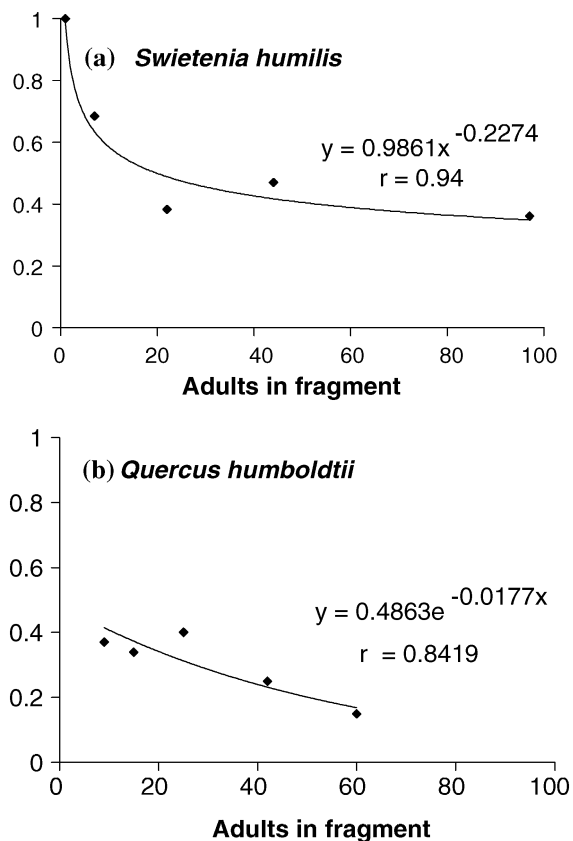 1
(a) Swietenia humilis
0.8
0.6
y = 0.9861x^-0.2274
r = 0.94
0.4
0.2
0
0 20 40 60 80 100
Adults in fragment
1
(b) Quercus humboldtii
0.8
0.6
y = 0.4863e^-0.0177x
0.4
r = 0.8419
0.2
0
0 20 40 60 80 100
Adults in fragment